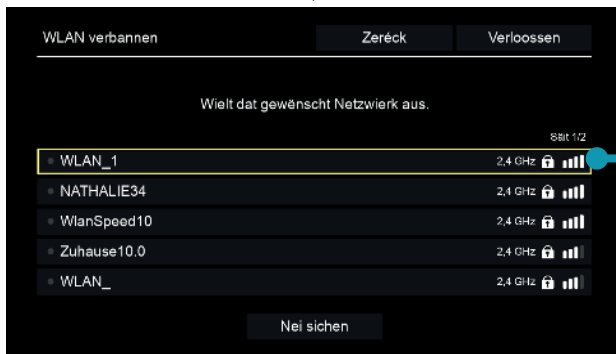 WLAN verbannen Zeréck Verloossen
Wielt dat gewënscht Netzwierk aus.
Säit 1/2
WLAN_1 2,4 GHz
NATHALIE34 2,4 GHz
WlanSpeed10 2,4 GHz
Zuhause10.0 2,4 GHz
WLAN_ 2,4 GHz
Nei sichen